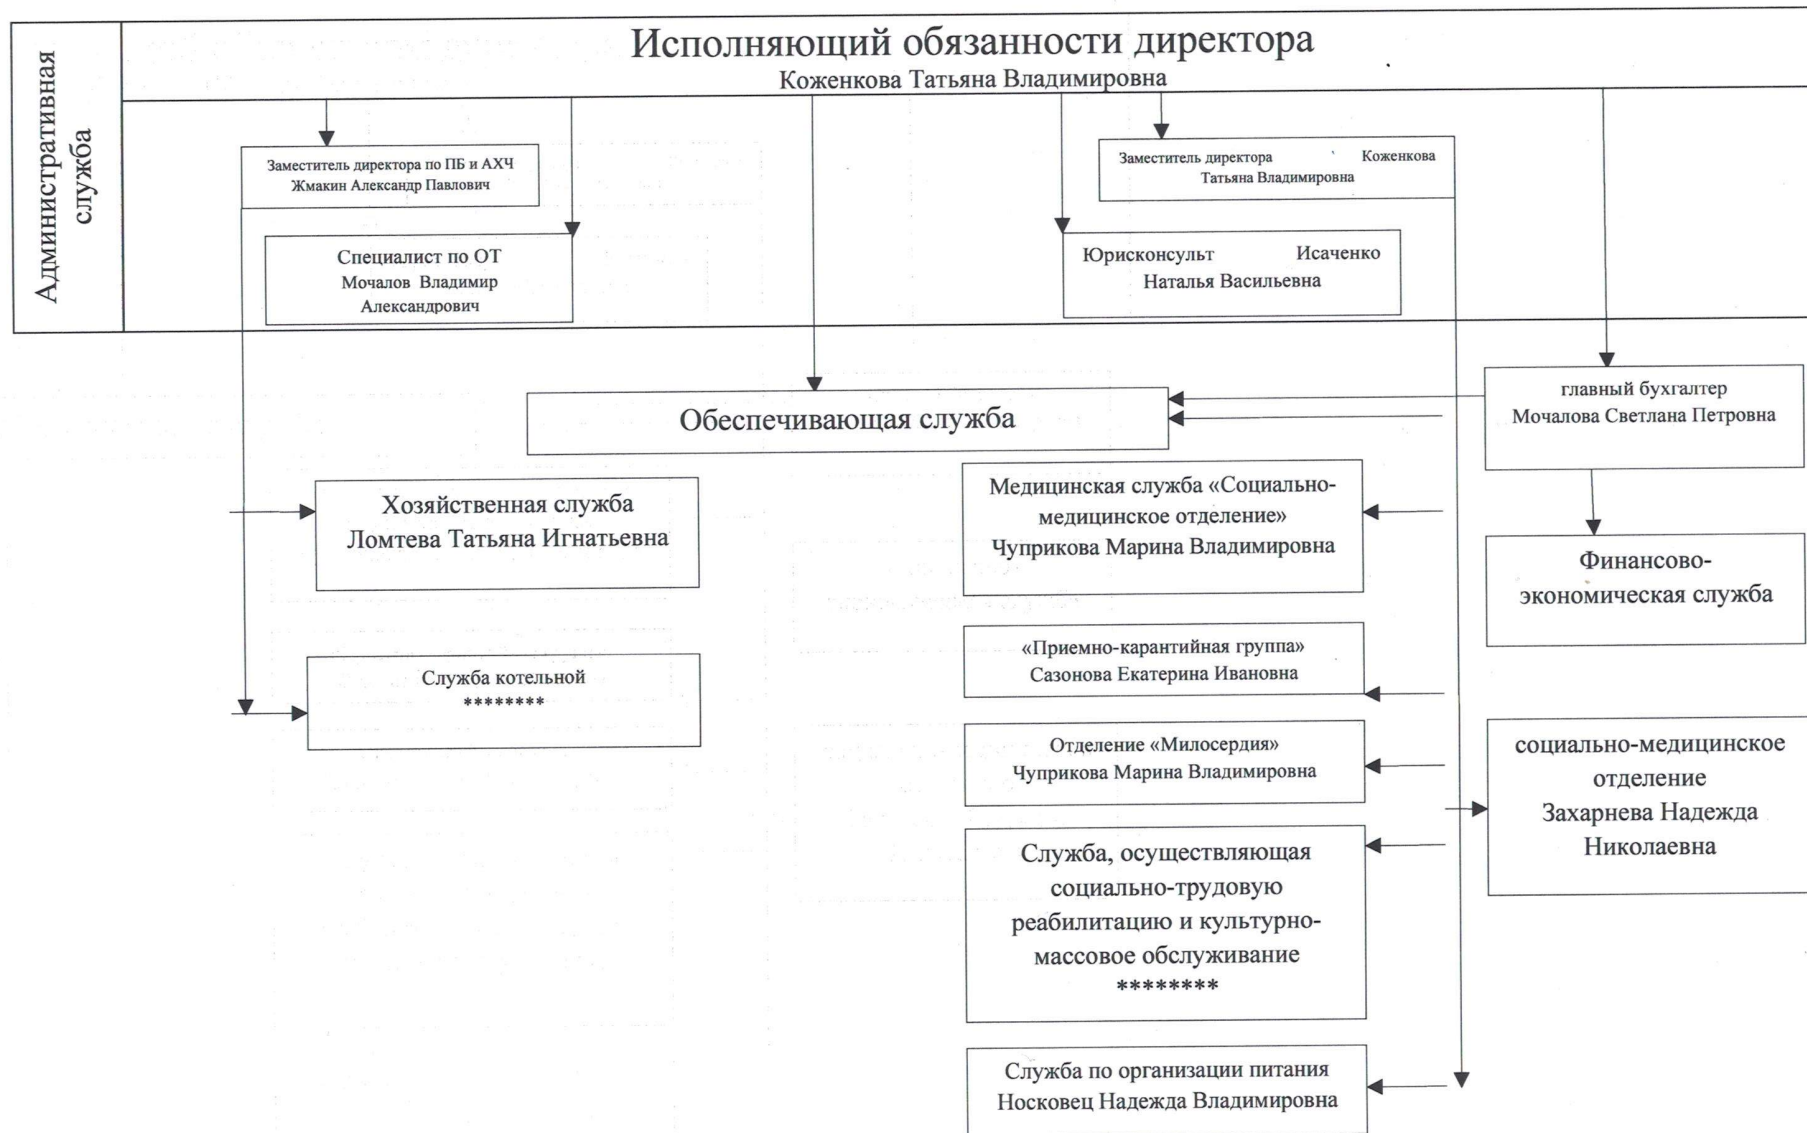 Административная
служба
Исполняющий обязанности директора
Коженкова Татьяна Владимировна
Заместитель директора по ПБ и АХЧ
Жмакин Александр Павлович
Заместитель директора Коженкова
Татьяна Владимировна
Специалист по ОТ
Мочалов Владимир
Александрович
Юрисконсульт Исаченко
Наталья Васильевна
Обеспечивающая служба
главный бухгалтер
Мочалова Светлана Петровна
Хозяйственная служба
Ломтева Татьяна Игнатьевна
Медицинская служба «Социально-
медицинское отделение»
Чуприкова Марина Владимировна
Финансово-
экономическая служба
«Приемно-карантийная группа»
Сазонова Екатерина Ивановна
Служба котельной
********
Отделение «Милосердия»
Чуприкова Марина Владимировна
социально-медицинское
отделение
Захарнева Надежда
Николаевна
Служба, осуществляющая
социально-трудовую
реабилитацию и культурно-
массовое обслуживание
********
Служба по организации питания
Носковец Надежда Владимировна